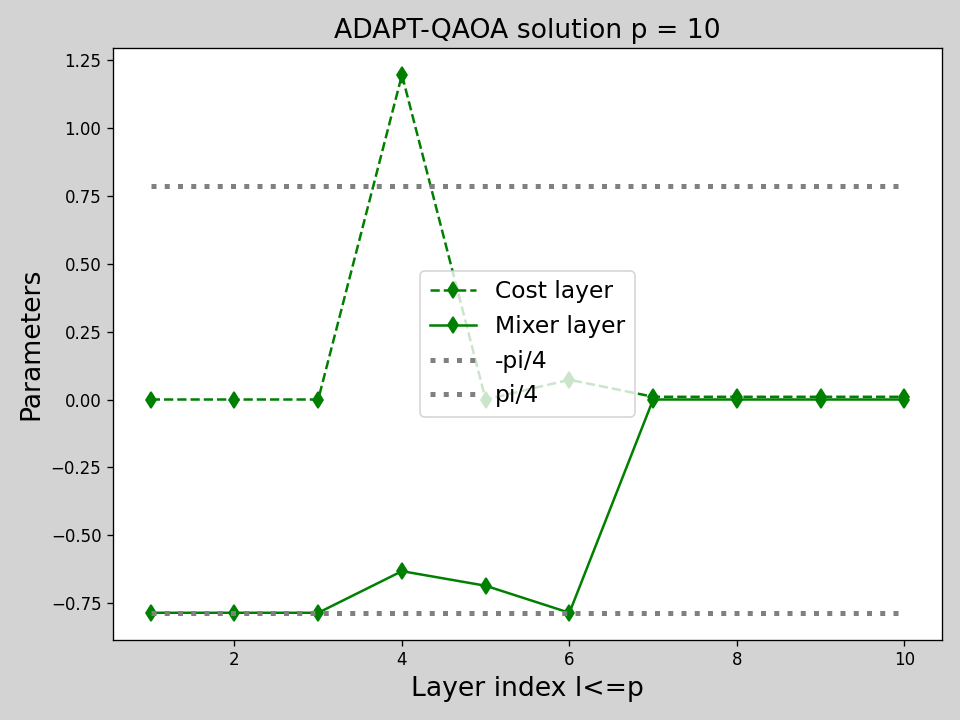 ADAPT-QAOA solution p = 10
1.25
1.00
0.75
0.50
0.25
0.00
−0.25
−0.50
−0.75
Parameters
Cost layer
Mixer layer
-pi/4
pi/4
2
4
6
8
10
Layer index l<=p